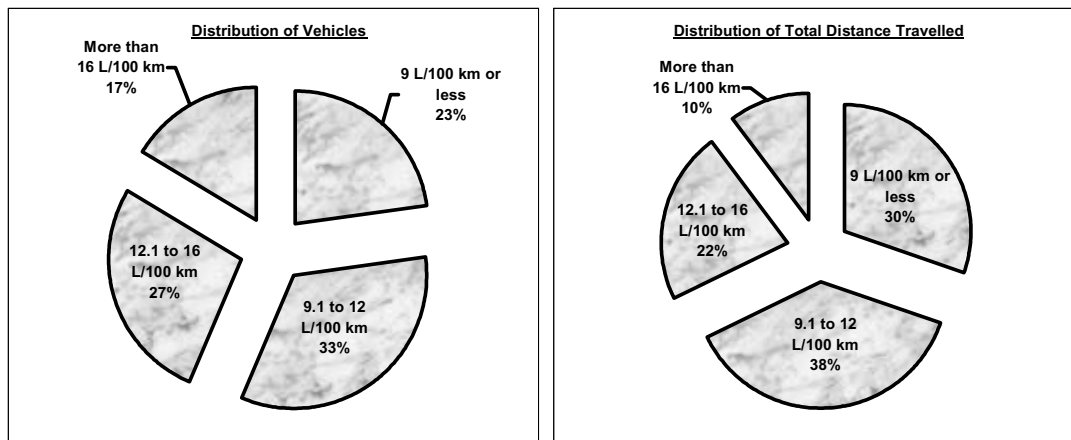 Distribution of Vehicles
More than
16 L/100 km
17%
9 L/100 km or
less
23%
12.1 to 16
L/100 km
27%
9.1 to 12
L/100 km
33%
Distribution of Total Distance Travelled
More than
16 L/100 km
10%
9 L/100 km or
less
30%
12.1 to 16
L/100 km
22%
9.1 to 12
L/100 km
38%